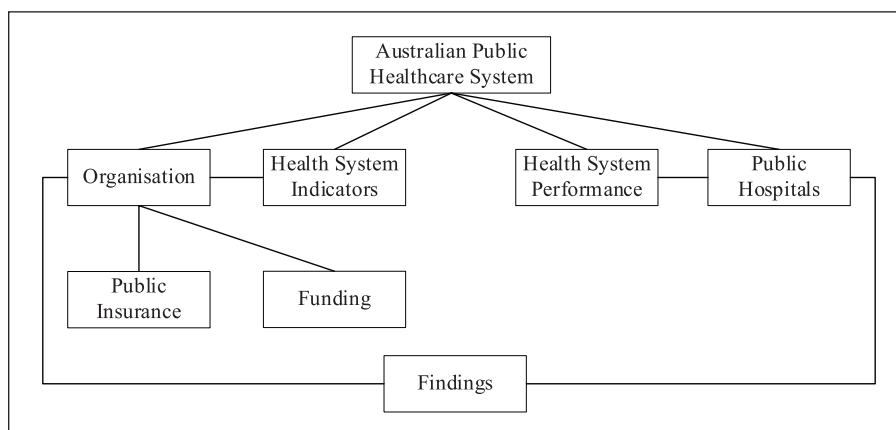 Australian Public
Healthcare System
Organisation
Health System
Indicators
Health System
Performance
Public
Hospitals
Public
Insurance
Funding
Findings